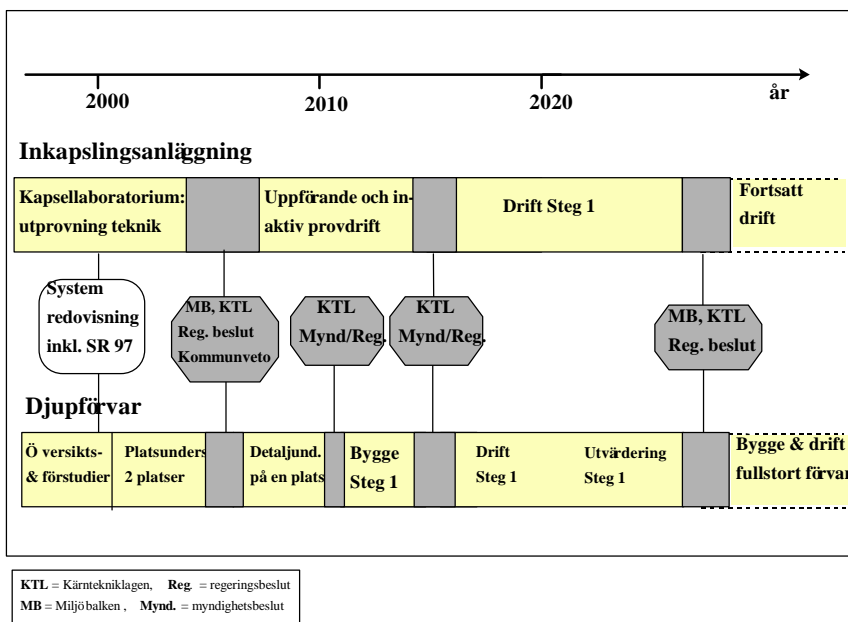 2000
2010
2020
år
Inkapslingsanläggning
Kapsellaboratorium:
utprovning teknik
Uppförande och in-
aktiv provdrift
Drift Steg 1
Fortsatt
drift
System
redovisning
inkl. SR 97
MB, KTL
Reg. beslut
Kommunveto
KTL
Mynd/Reg.
KTL
Mynd/Reg.
MB, KTL
Reg. beslut
Djupförvar
Ö versikts-
& förstudier
Platsunders
2 platser
Detaljund.
på en plats
Bygge
Steg 1
Drift
Steg 1
Utvärdering
Steg 1
Bygge & drift
fullstort förvar
KTL = Kärntekniklagen, Reg. = regeringsbeslut
MB = Miljöbalken , Mynd. = myndighetsbeslut